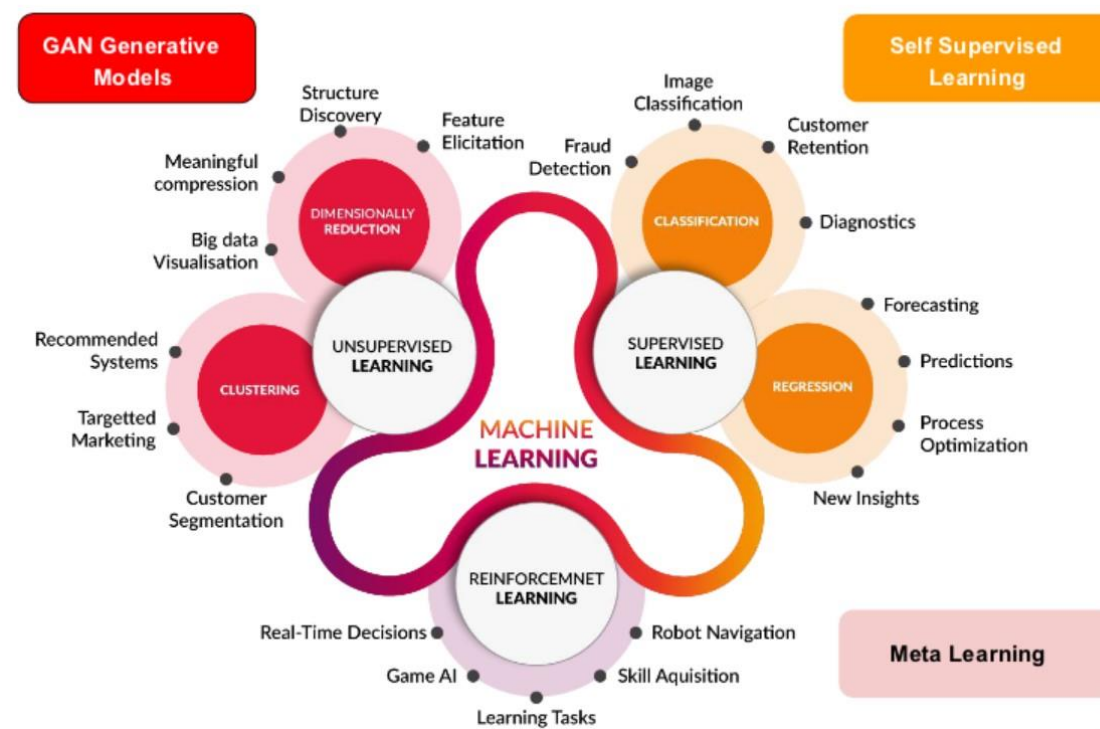 GAN Generative
Models
Self Supervised
Learning
Structure
Discovery
Feature
Elicitation
Meaningful
compression
DIMENSIONALLY
REDUCTION
Big data
Visualisation
Image
Classification
Customer
Retention
Fraud
Detection
CLASSIFICATION
Diagnostics
UNSUPERVISED
LEARNING
SUPERVISED
LEARNING
Recommended
Systems
CLUSTERING
Targetted
Marketing
Customer
Segmentation
Forecasting
Predictions
REGRESSION
Process
Optimization
New Insights
MACHINE
LEARNING
REINFORCEMNET
LEARNING
Real-Time Decisions
Robot Navigation
Game AI
Skill Aquisition
Learning Tasks
Meta Learning